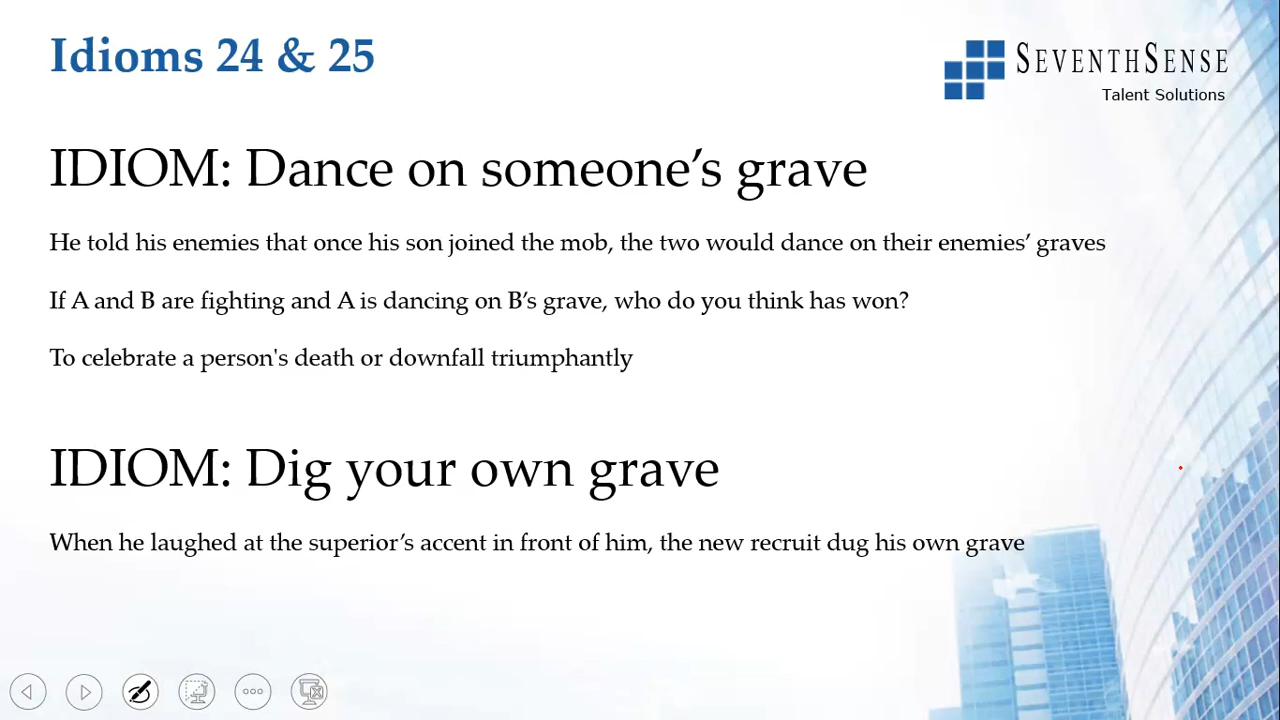 Idioms 24 & 25
SEVENTHSENSE
Talent Solutions
IDIOM: Dance on someone’s grave
He told his enemies that once his son joined the mob, the two would dance on their enemies’ graves
If A and B are fighting and A is dancing on B’s grave, who do you think has won?
To celebrate a person's death or downfall triumphantly
IDIOM: Dig your own grave
When he laughed at the superior’s accent in front of him, the new recruit dug his own grave